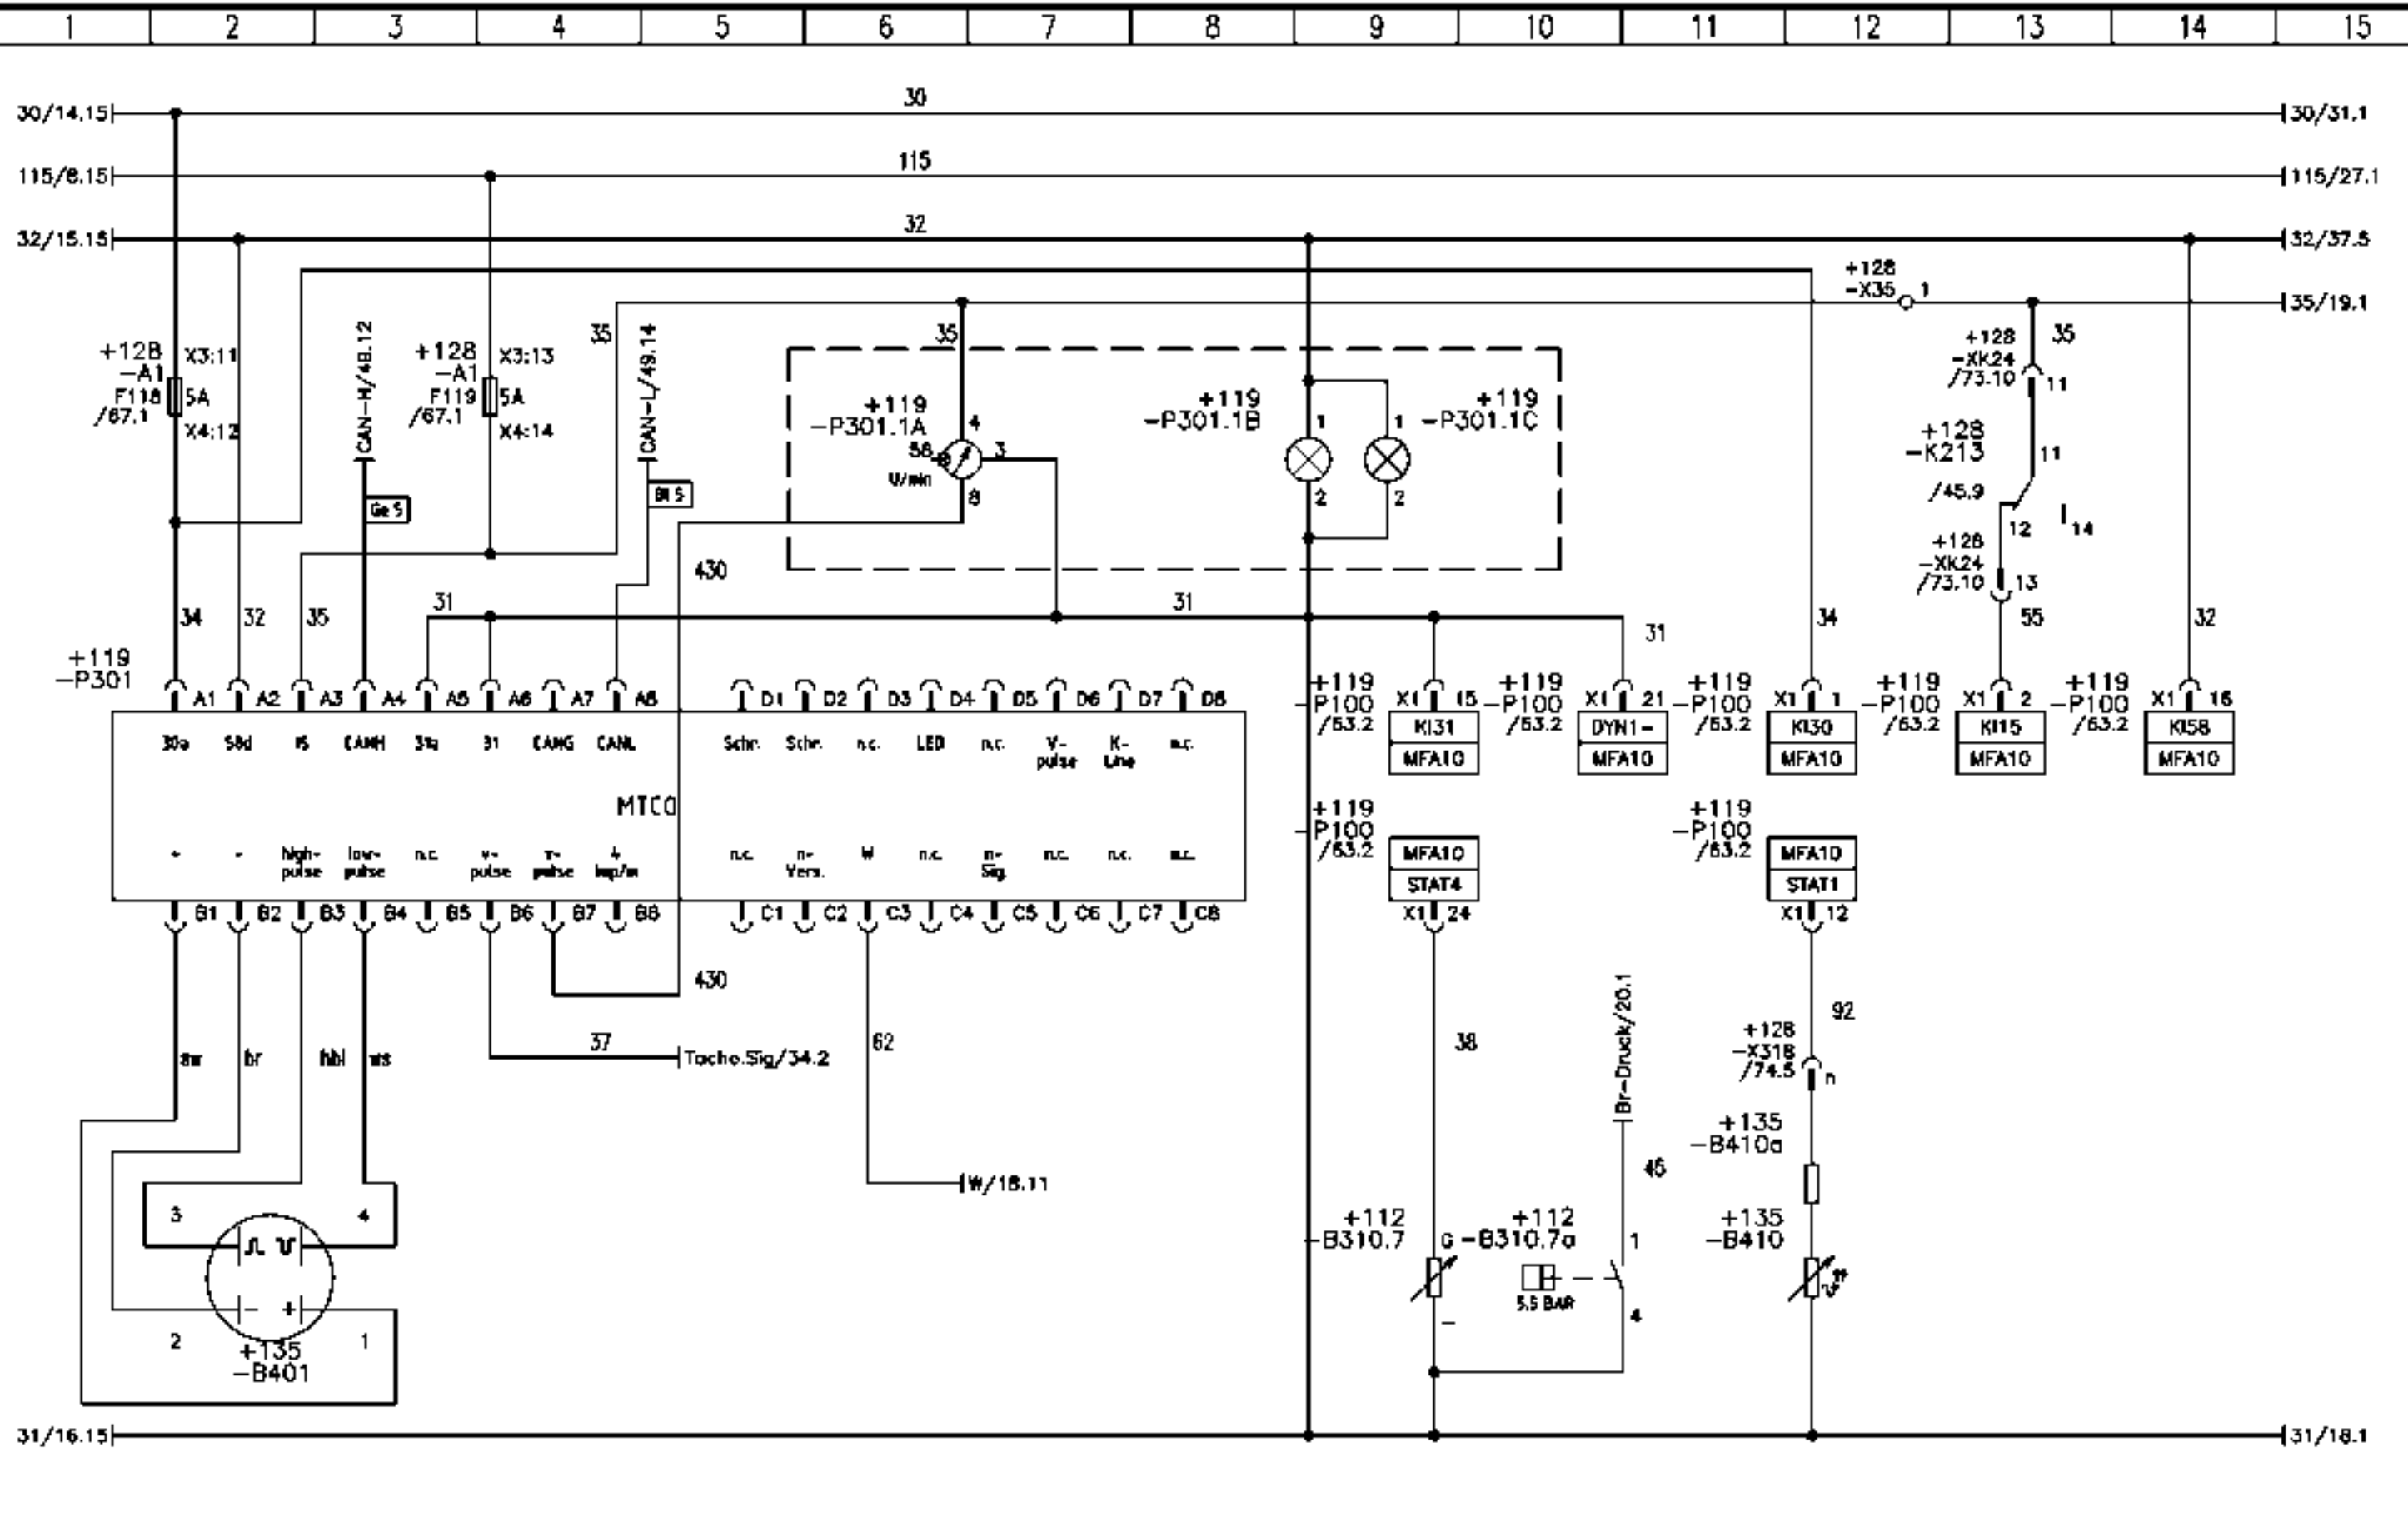 1 2 3 4 5 6 7 8 9 10 11 12 13 14 15
30/14.15 30 30/31.1
115/8.15 115 115/27.1
32/15.15 32 32/37.5
+128
-X35 1 35/19.1
+128 X3:11
-A1
F118 5A
/67.1
X4:12
CAN-H/48.12
Ge 5
+128 X3:13
-A1
F119 5A
/67.1
X4:14
35
CAN-L/49.14
Bl 5
35
+119
-P301.1A 4
58 3
U/min
8
+119
-P301.1B 1
2
+119
1 -P301.1C
2
+128 35
-XK24
/73.10 11
+128
-K213 11
/45.9
12 14
+128
-XK24
/73.10 13
55
430
34 32 35 31 31 31 34 32
+119
-P301
A1 A2 A3 A4 A5 A6 A7 A8 D1 D2 D3 D4 D5 D6 D7 D8
30a 58d 15 CANH 31a 31 CANG CANL Schr. Schr. n.c. LED n.c. V-pulse K-Line n.c.
MTCO
+ - high-pulse low-pulse n.c. v-pulse v-pulse 4 Imp/m n.c. n-Vers. W n.c. n-Sig. n.c. n.c. n.c.
B1 B2 B3 B4 B5 B6 B7 B8 C1 C2 C3 C4 C5 C6 C7 C8
+119
-P100
/63.2
X1 15
KI31
MFA10
+119
-P100
/63.2
X1 21
DYN1-
MFA10
+119
-P100
/63.2
X1 1
KI30
MFA10
+119
-P100
/63.2
X1 2
KI15
MFA10
+119
-P100
/63.2
X1 16
KI58
MFA10
+119
-P100
/63.2
MFA10
STAT4
X1 24
+119
-P100
/63.2
MFA10
STAT1
X1 12
430
37 Tacho.Sig/34.2
62
W/18.11
sw br hbl ws
3 4
- +
2 1
+135
-B401
38
+112
-B310.7 G
-
Br-Druck/20.1
45
+112
-B310.7a 1
5.5 BAR
4
92
+128
-X318
/74.5 n
+135
-B410a
+135
-B410
31/16.15 31/18.1